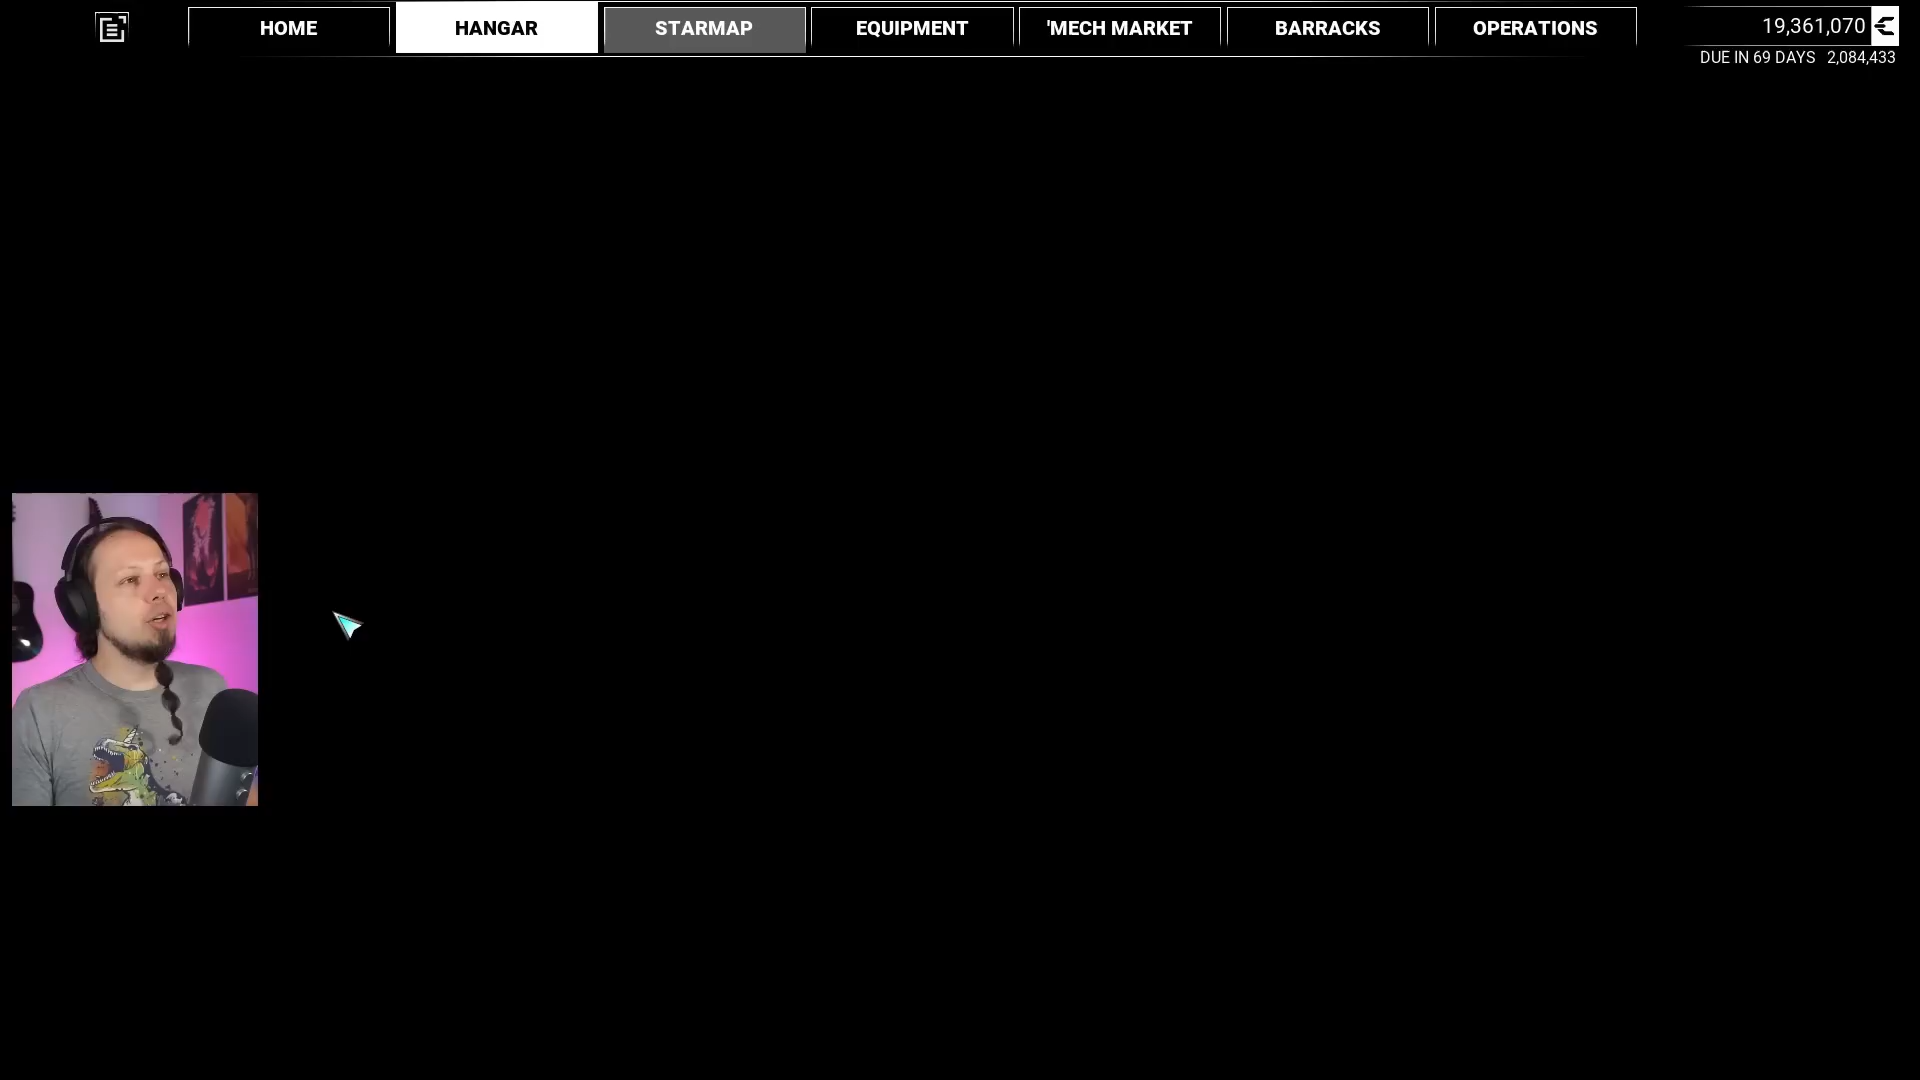 HOME
HANGAR
STARMAP
EQUIPMENT
'MECH MARKET
BARRACKS
OPERATIONS
19,361,070
DUE IN 69 DAYS 2,084,433